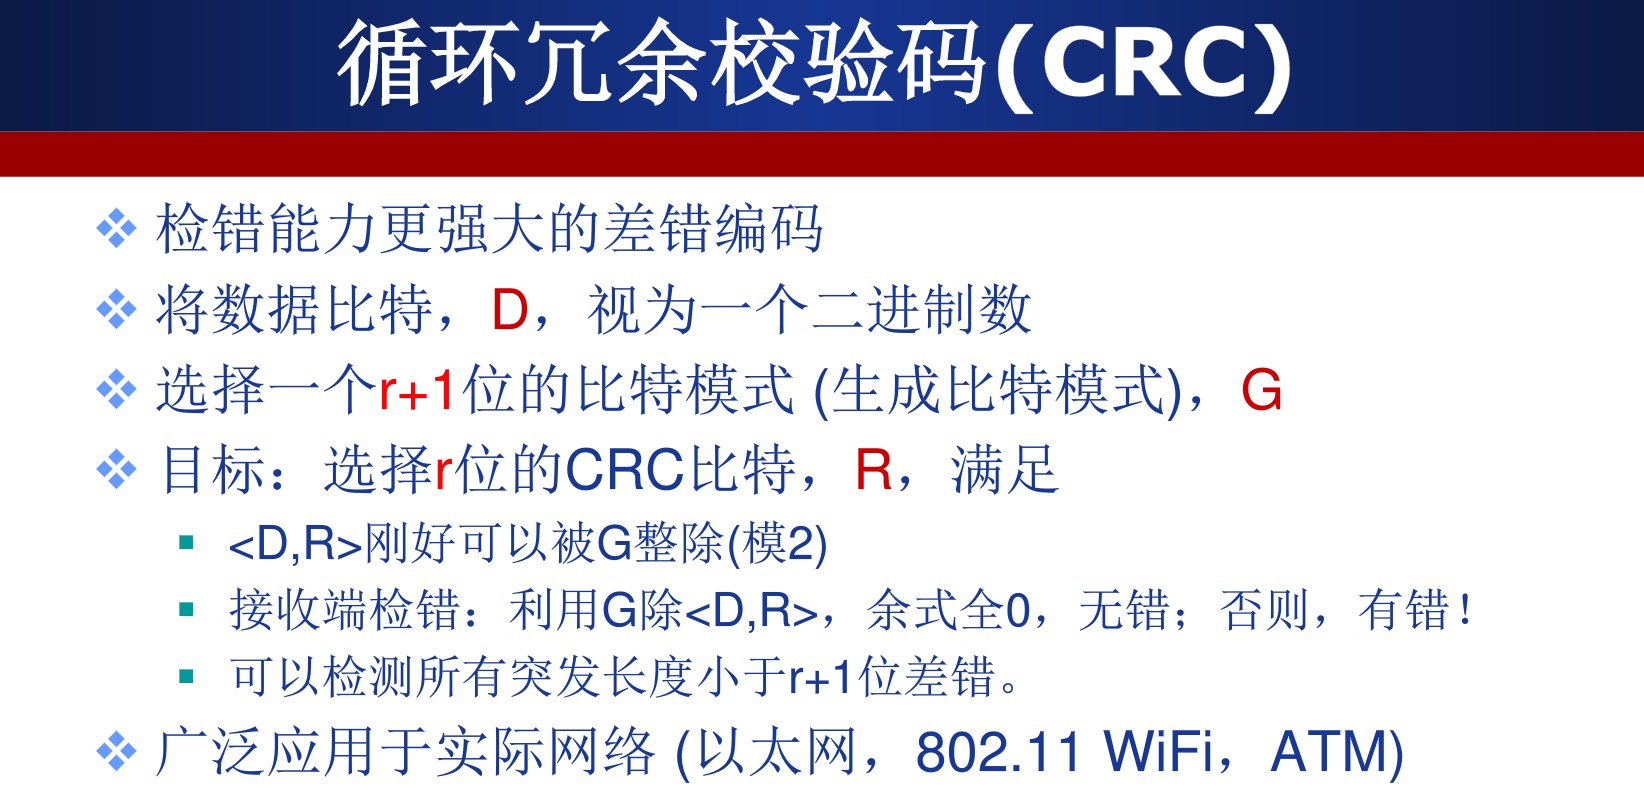 循环冗余校验码(CRC)
检错能力更强大的差错编码
将数据比特，D，视为一个二进制数
选择一个r+1位的比特模式 (生成比特模式)，G
目标：选择r位的CRC比特，R，满足
<D,R>刚好可以被G整除(模2)
接收端检错：利用G除<D,R>，余式全0，无错；否则，有错！
可以检测所有突发长度小于r+1位差错。
广泛应用于实际网络 (以太网，802.11 WiFi，ATM)